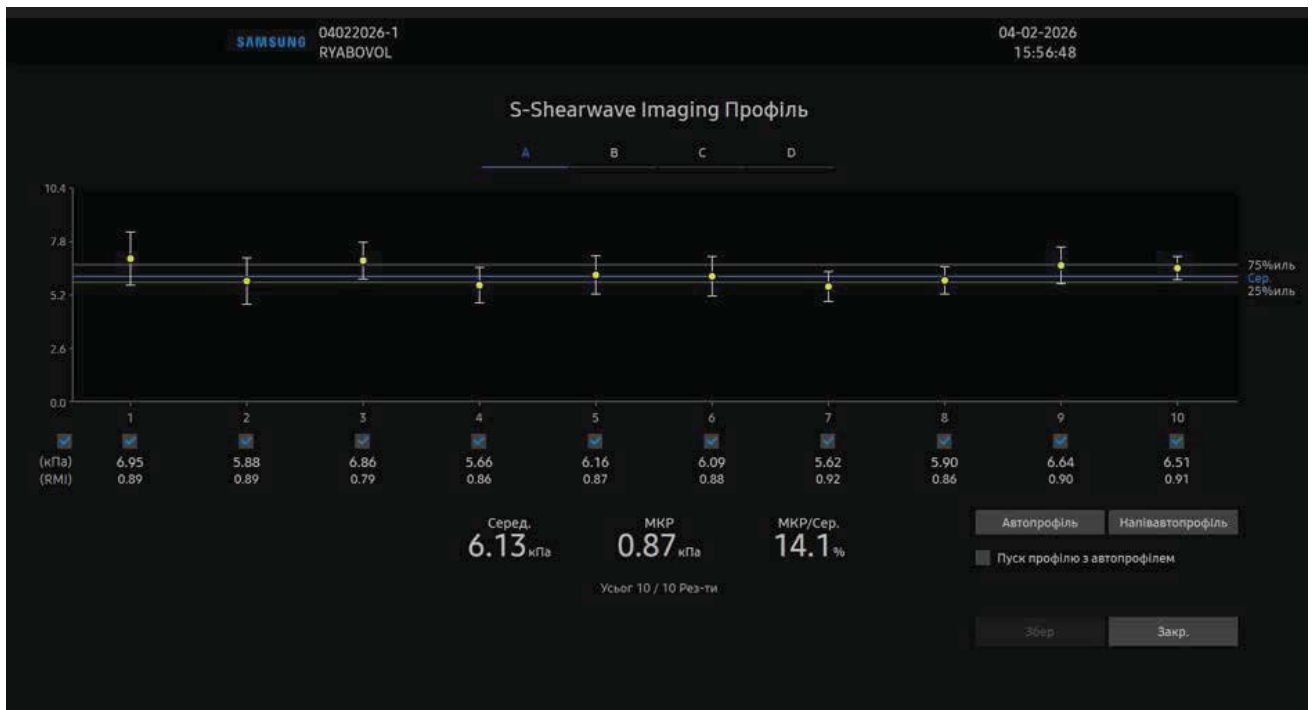 SAMSUNG
04022026-1
RYABOVOL
04-02-2026
15:56:48
S-Shearwave Imaging Профіль
A B C D
10.4
7.8
5.2
2.6
0.0
75%иль
Сер.
25%иль
1 2 3 4 5 6 7 8 9 10
(кПа) 6.95 5.88 6.86 5.66 6.16 6.09 5.62 5.90 6.64 6.51
(RMI) 0.89 0.89 0.79 0.86 0.87 0.88 0.92 0.86 0.90 0.91
Серед. МКР МКР/Сер.
6.13 кПа 0.87 кПа 14.1 %
Усьог 10 / 10 Рез-ти
Автопрофіль Напівавтопрофіль
Пуск профілю з автопрофілем
Збер Закр.